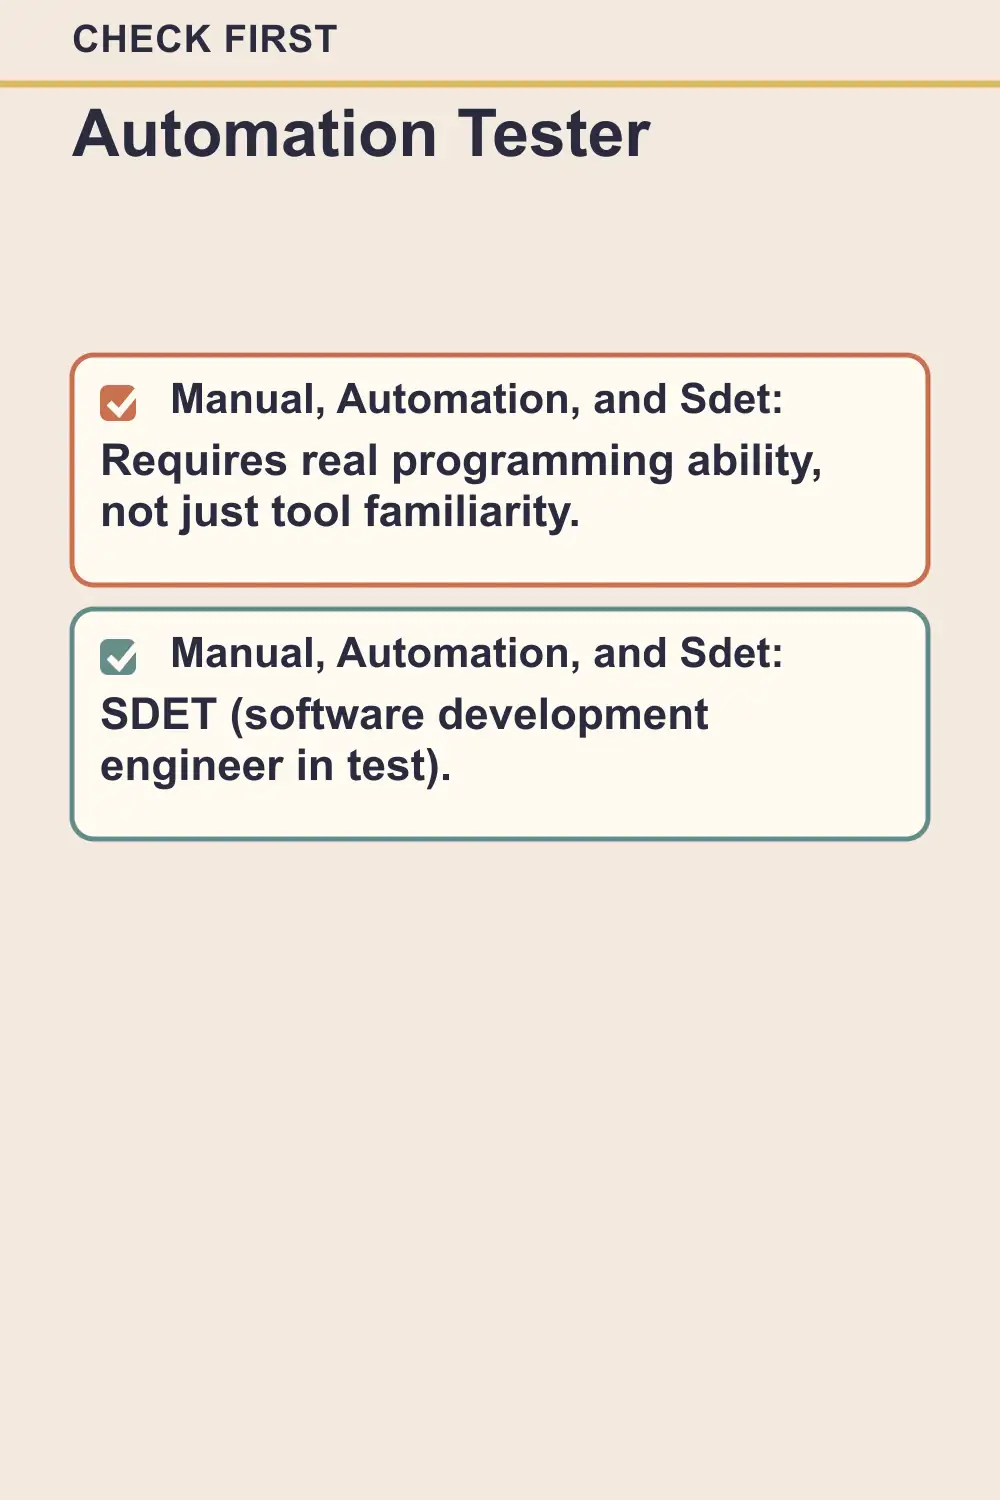 CHECK FIRST
Automation Tester
Manual, Automation, and Sdet:
Requires real programming ability,
not just tool familiarity.
Manual, Automation, and Sdet:
SDET (software development
engineer in test).